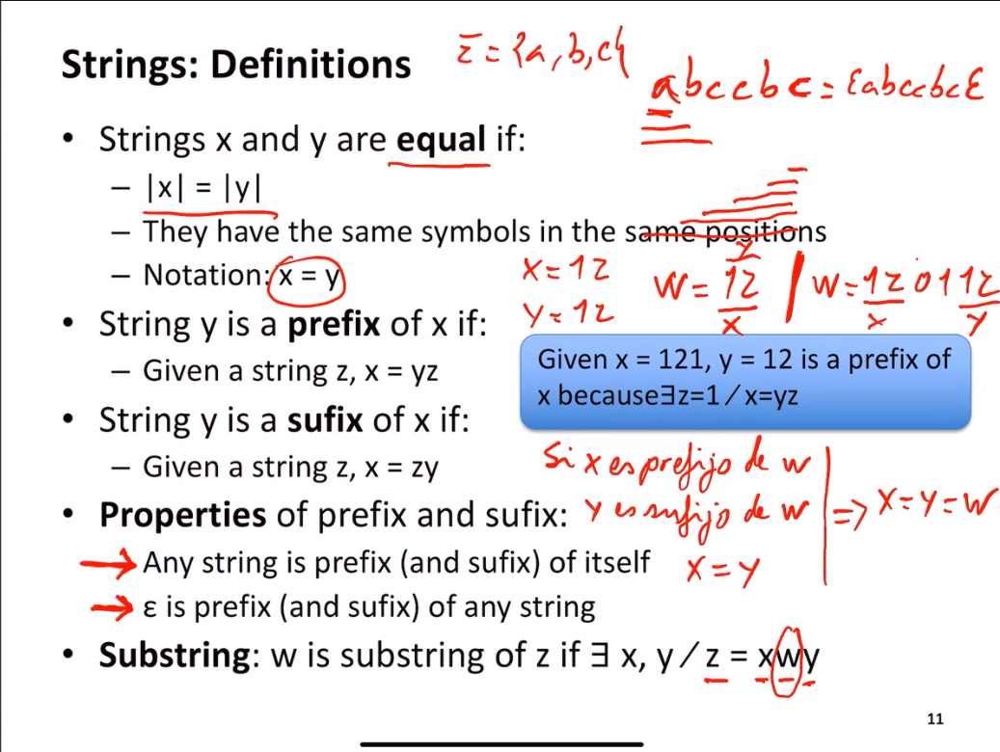 Strings: Definitions
Σ = {a, b, c}
abccbc = εabccbcε
• Strings x and y are equal if:
– |x| = |y|
– They have the same symbols in the same positions
– Notation: x = y
x = 12
y = 12
y
w = 12
x
/ w = 12 0 1 12
x y
• String y is a prefix of x if:
– Given a string z, x = yz
Given x = 121, y = 12 is a prefix of
x because∃z=1 / x=yz
• String y is a sufix of x if:
– Given a string z, x = zy
Si x es prefijo de w
y es sufijo de w
x = y
=> x = y = w
• Properties of prefix and sufix:
→ Any string is prefix (and sufix) of itself
→ ε is prefix (and sufix) of any string
• Substring: w is substring of z if ∃ x, y / z = xwy
11